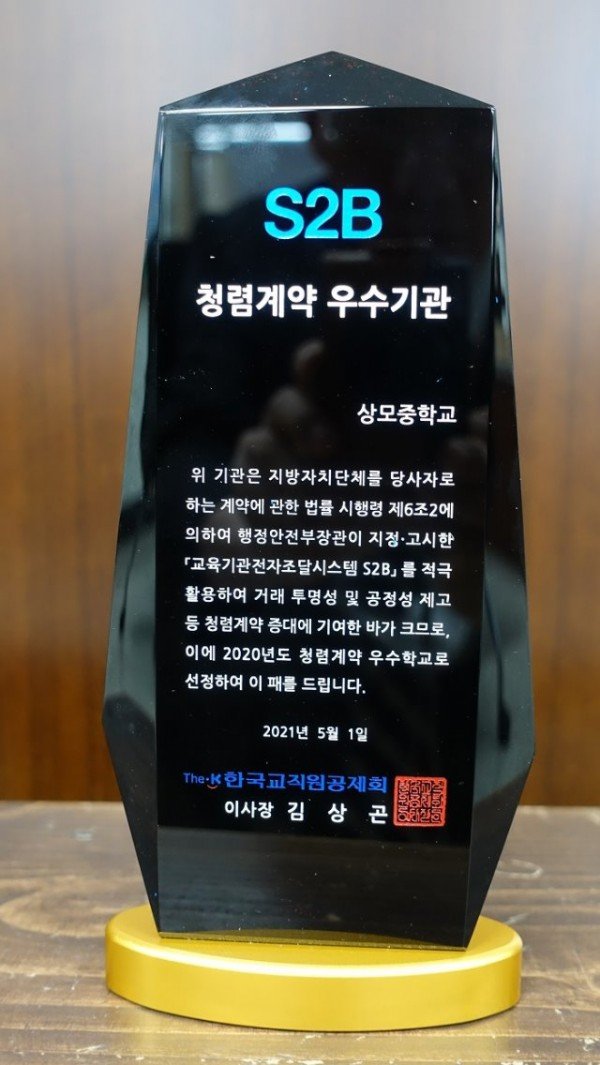 S2B
청렴계약 우수기관
상모중학교
위 기관은 지방자치단체를 당사자로
하는 계약에 관한 법률 시행령 제6조2에
의하여 행정안전부장관이 지정·고시한
「교육기관전자조달시스템 S2B」를 적극
활용하여 거래 투명성 및 공정성 제고
등 청렴계약 증대에 기여한 바가 크므로,
이에 2020년도 청렴계약 우수학교로
선정하여 이 패를 드립니다.
2021년 5월 1일
The-K한국교직원공제회
이사장 김 상 곤